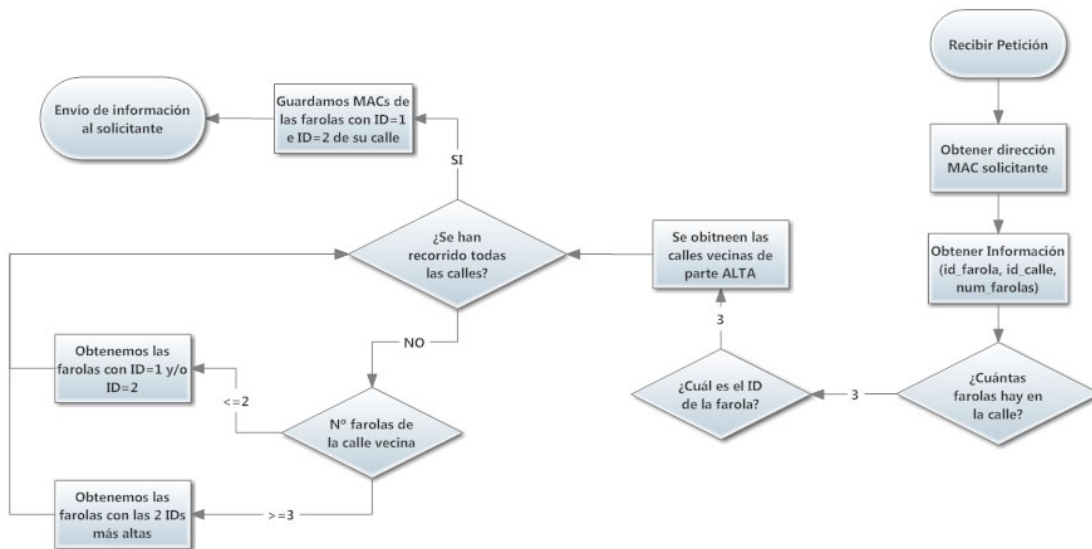 Recibir Petición
Obtener dirección
MAC solicitante
Obtener Información
(id_farola, id_calle,
num_farolas)
¿Cuántas
farolas hay en
la calle?
3
¿Cuál es el ID
de la farola?
3
Se obitneen las
calles vecinas de
parte ALTA
¿Se han
recorrido todas
las calles?
SI
Guardamos MACs de
las farolas con ID=1
e ID=2 de su calle
Envío de información
al solicitante
NO
Nº farolas de
la calle vecina
<=2
Obtenemos las
farolas con ID=1 y/o
ID=2
>=3
Obtenemos las
farolas con las 2 IDs
más altas